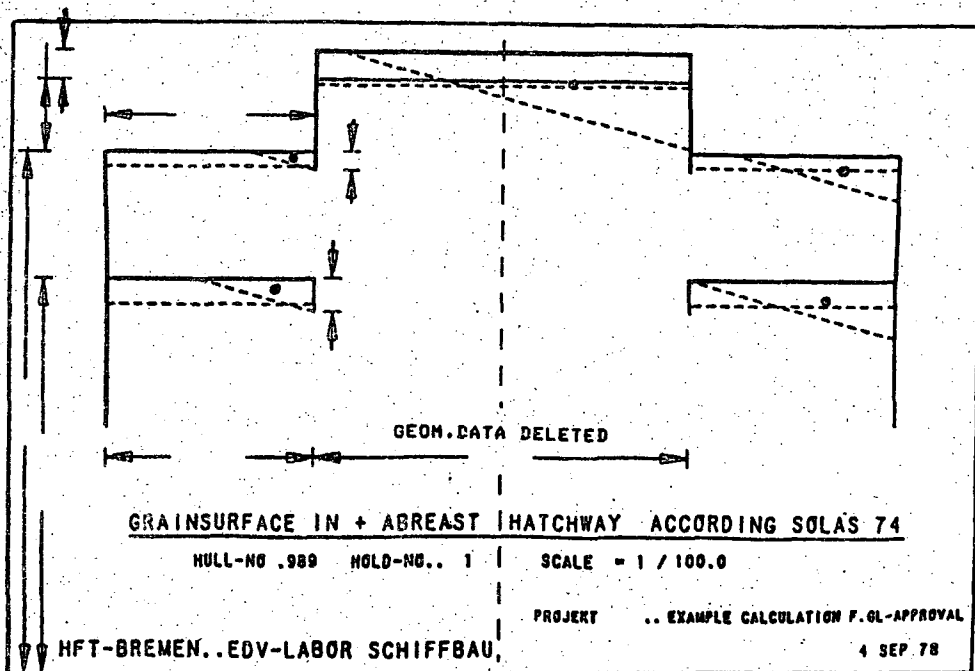 GEOM.DATA DELETED
GRAINSURFACE IN + ABREAST HATCHWAY ACCORDING SOLAS 74
HULL-NO .989 HOLD-NO.. 1 SCALE = 1 / 100.0
PROJEKT .. EXAMPLE CALCULATION F.GL-APPROVAL
HFT-BREMEN..EDV-LABOR SCHIFFBAU, 4 SEP 78